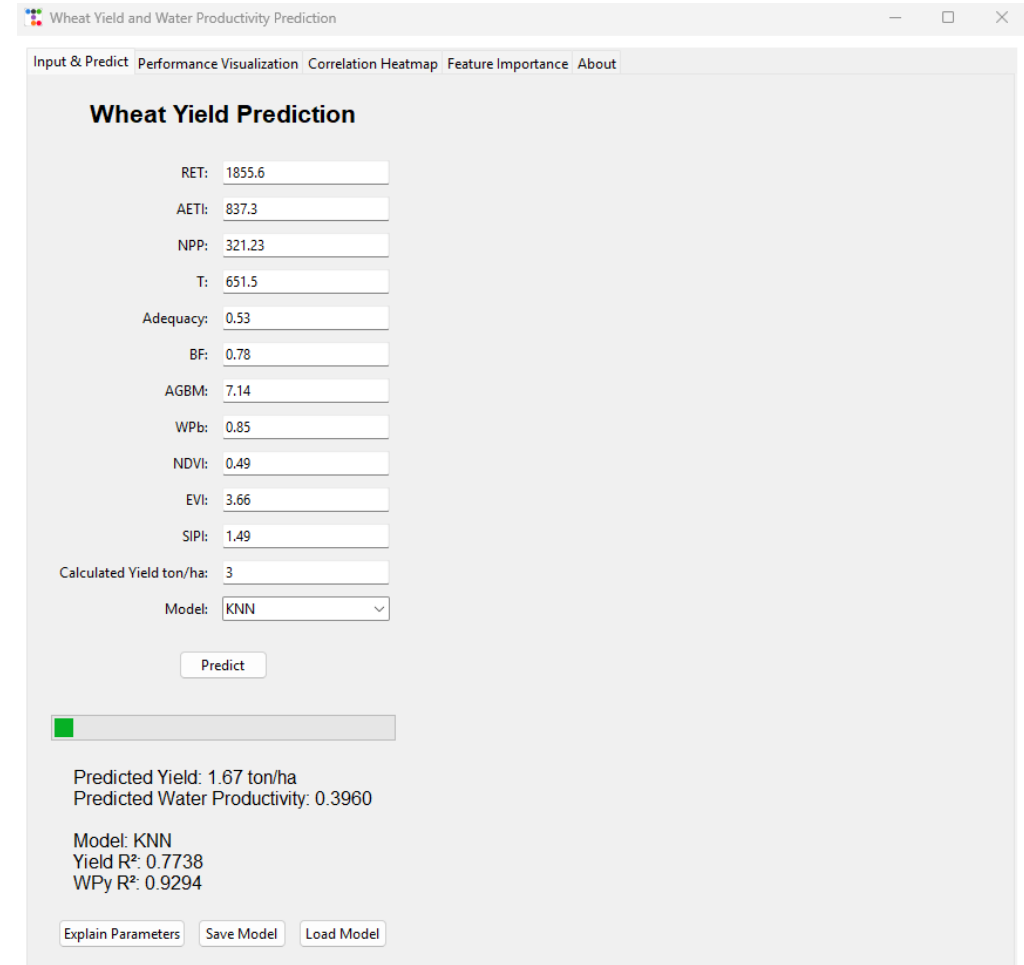 Wheat Yield and Water Productivity Prediction
Input & Predict Performance Visualization Correlation Heatmap Feature Importance About
Wheat Yield Prediction
RET: 1855.6
AETI: 837.3
NPP: 321.23
T: 651.5
Adequacy: 0.53
BF: 0.78
AGBM: 7.14
WPb: 0.85
NDVI: 0.49
EVI: 3.66
SIPI: 1.49
Calculated Yield ton/ha: 3
Model: KNN
Predict
Predicted Yield: 1.67 ton/ha
Predicted Water Productivity: 0.3960
Model: KNN
Yield R²: 0.7738
WPy R²: 0.9294
Explain Parameters Save Model Load Model